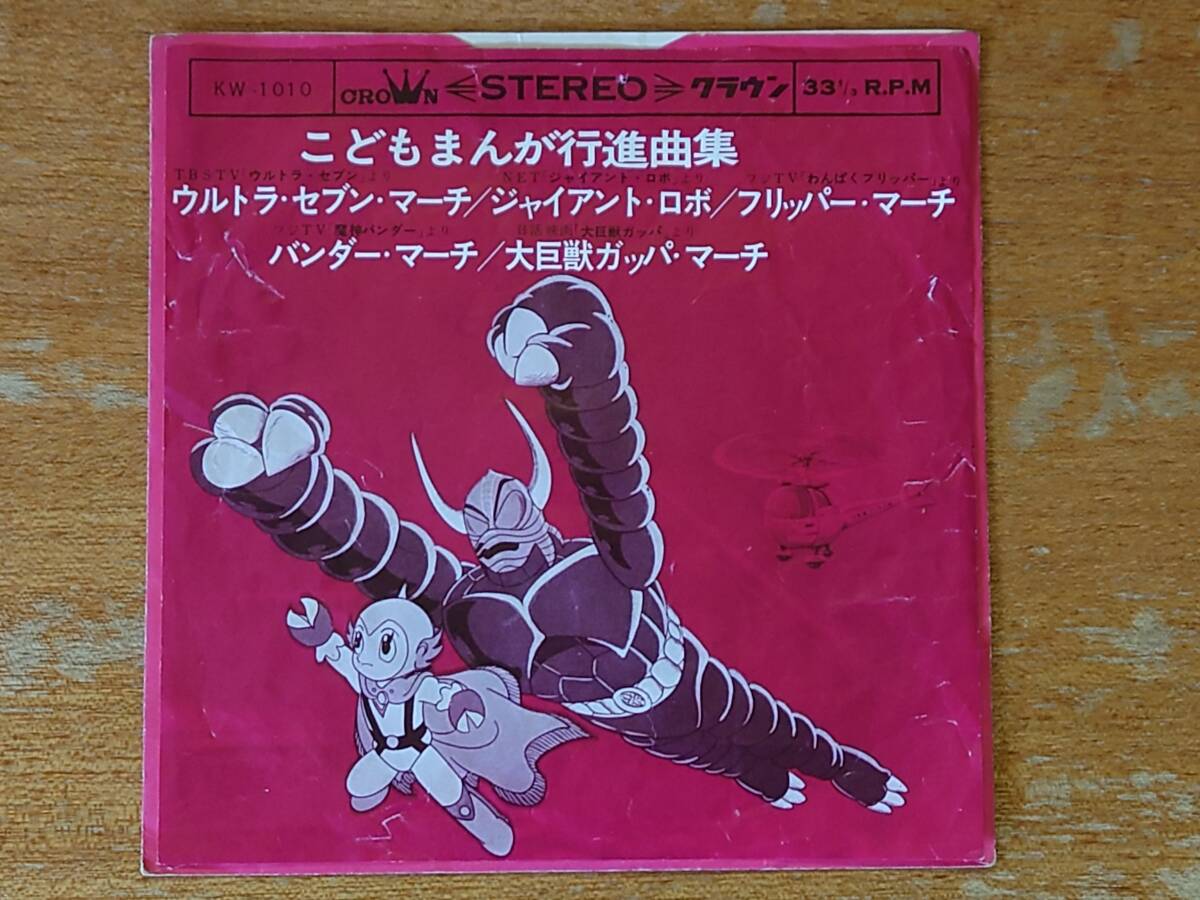 KW-1010 CROWN STEREO クラウン 33⅓ R.P.M
こどもまんが行進曲集
TBSTV「ウルトラ・セブン」より NET「ジャイアント・ロボ」より フジTV「わんぱくフリッパー」より
ウルトラ・セブン・マーチ/ジャイアント・ロボ/フリッパー・マーチ
フジTV「魔神バンダー」より 日活映画「大巨獣ガッパ」より
バンダー・マーチ/大巨獣ガッパ・マーチ